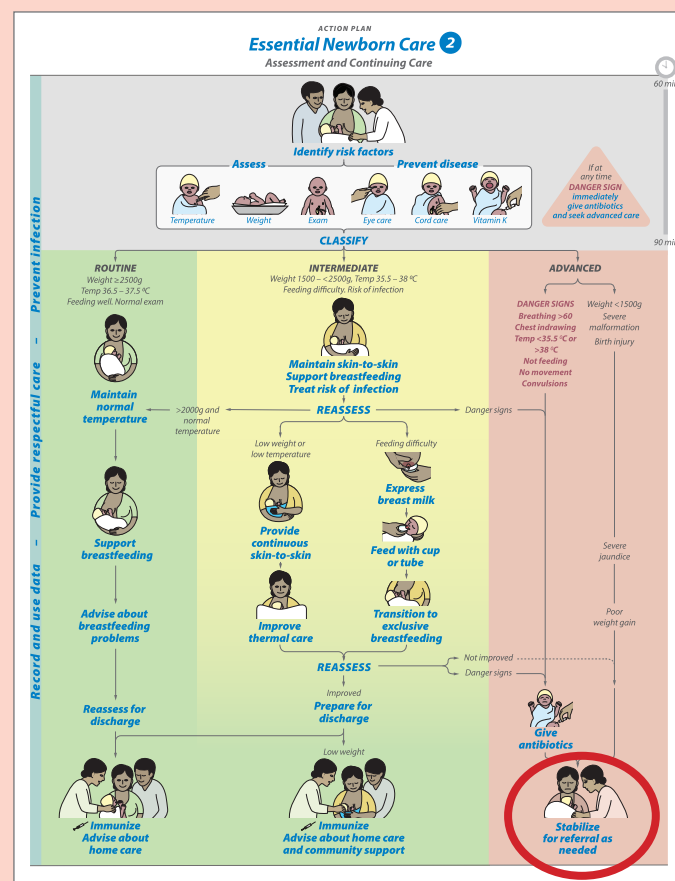 ACTION PLAN
Essential Newborn Care 2
Assessment and Continuing Care
60 min
Identify risk factors
Assess
Prevent disease
Temperature
Weight
Exam
Eye care
Cord care
Vitamin K
If at
any time
DANGER SIGN
immediately
give antibiotics
and seek advanced care
CLASSIFY
90 min
Prevent infection
– Provide respectful care –
Record and use data
ROUTINE
Weight ≥2500g
Temp 36.5 – 37.5 ºC
Feeding well. Normal exam
INTERMEDIATE
Weight 1500 – <2500g, Temp 35.5 – 38 ºC
Feeding difficulty. Risk of infection
ADVANCED
DANGER SIGNS
Breathing >60
Chest indrawing
Temp <35.5 ºC or
>38 ºC
Not feeding
No movement
Convulsions
Weight <1500g
Severe
malformation
Birth injury
Maintain
normal
temperature
Maintain skin-to-skin
Support breastfeeding
Treat risk of infection
>2000g and
normal
temperature
REASSESS
Danger signs
Low weight or
low temperature
Feeding difficulty
Express
breast milk
Support
breastfeeding
Provide
continuous
skin-to-skin
Feed with cup
or tube
Severe
jaundice
Advise about
breastfeeding
problems
Improve
thermal care
Transition to
exclusive
breastfeeding
Poor
weight gain
REASSESS
Not improved
Danger signs
Improved
Reassess for
discharge
Prepare for
discharge
Give
antibiotics
Low weight
Immunize
Advise about
home care
Immunize
Advise about home care
and community support
Stabilize
for referral as
needed